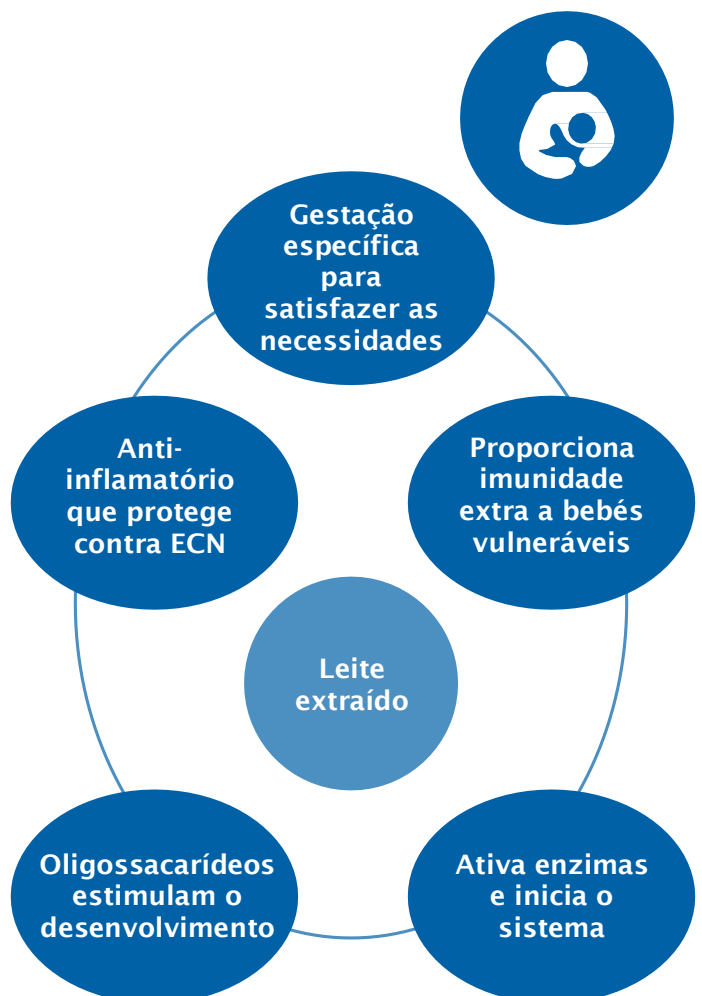 Gestação
específica
para
satisfazer as
necessidades
Proporciona
imunidade
extra a bebés
vulneráveis
Ativa enzimas
e inicia o
sistema
Oligossacarídeos
estimulam o
desenvolvimento
Anti-
inflamatório
que protege
contra ECN
Leite
extraído